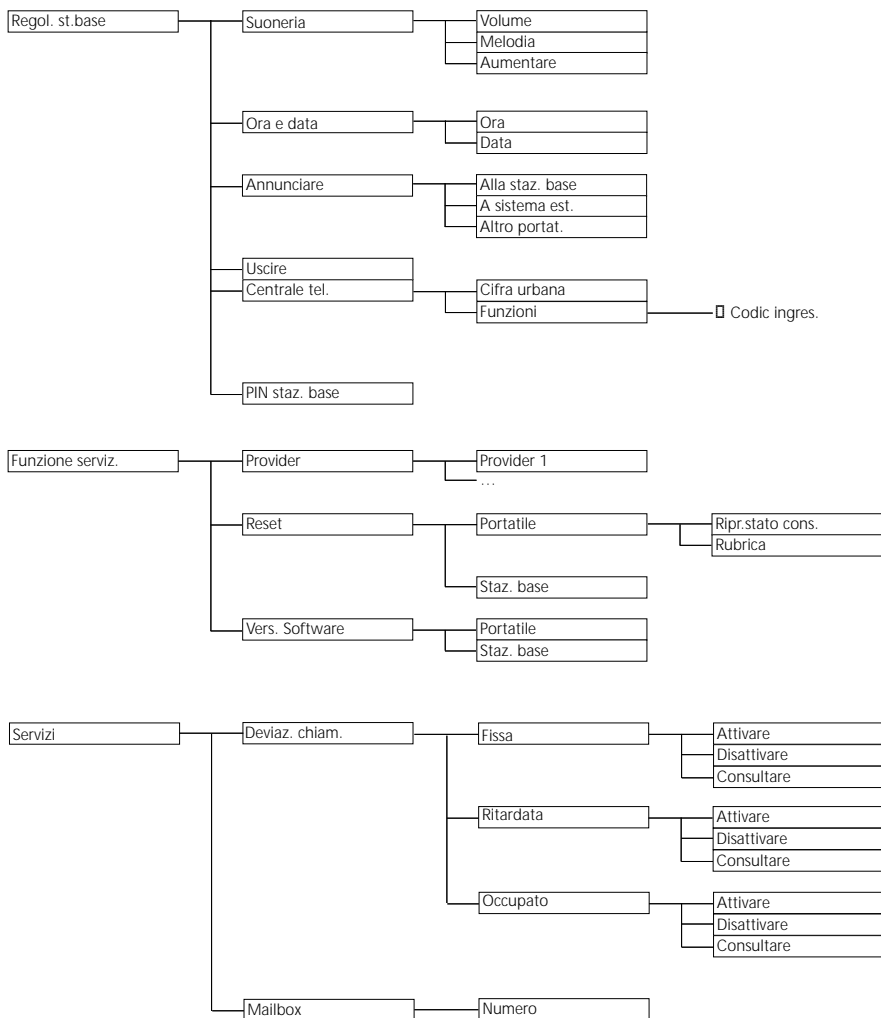 Regol. st.base
Suoneria
Volume
Melodia
Aumentare
Ora e data
Ora
Data
Annunciare
Alla staz. base
A sistema est.
Altro portat.
Uscire
Centrale tel.
Cifra urbana
Funzioni
Codic ingres.
PIN staz. base
Funzione serviz.
Provider
Provider 1
...
Reset
Portatile
Ripr.stato cons.
Rubrica
Staz. base
Vers. Software
Portatile
Staz. base
Servizi
Deviaz. chiam.
Fissa
Attivare
Disattivare
Consultare
Ritardata
Attivare
Disattivare
Consultare
Occupato
Attivare
Disattivare
Consultare
Mailbox
Numero